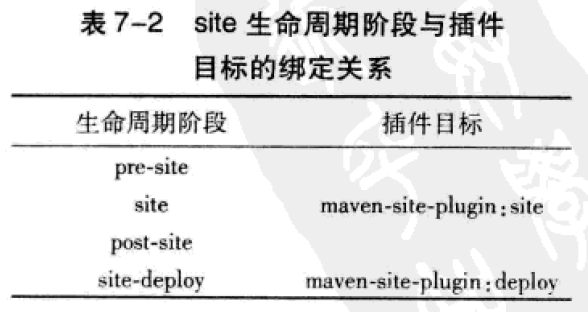 表 7-2 site 生命周期阶段与插件
目标的绑定关系
生命周期阶段 插件目标
pre-site
site maven-site-plugin:site
post-site
site-deploy maven-site-plugin:deploy